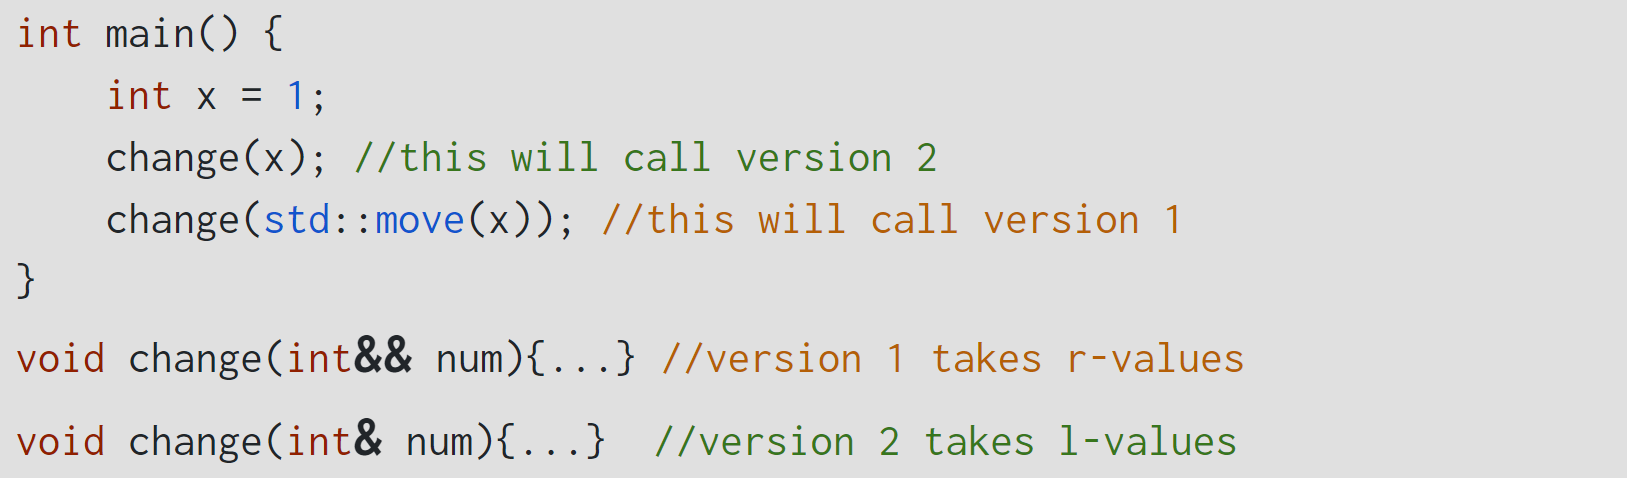 int main() {
    int x = 1;
    change(x); //this will call version 2
    change(std::move(x)); //this will call version 1
}
void change(int&& num){...} //version 1 takes r-values
void change(int& num){...}  //version 2 takes l-values